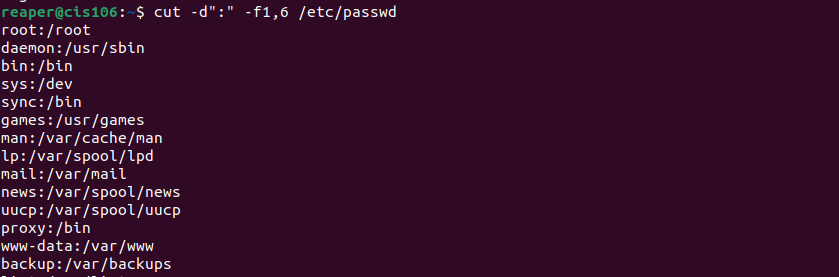 reaper@cis106:~$ cut -d":" -f1,6 /etc/passwd
root:/root
daemon:/usr/sbin
bin:/bin
sys:/dev
sync:/bin
games:/usr/games
man:/var/cache/man
lp:/var/spool/lpd
mail:/var/mail
news:/var/spool/news
uucp:/var/spool/uucp
proxy:/bin
www-data:/var/www
backup:/var/backups